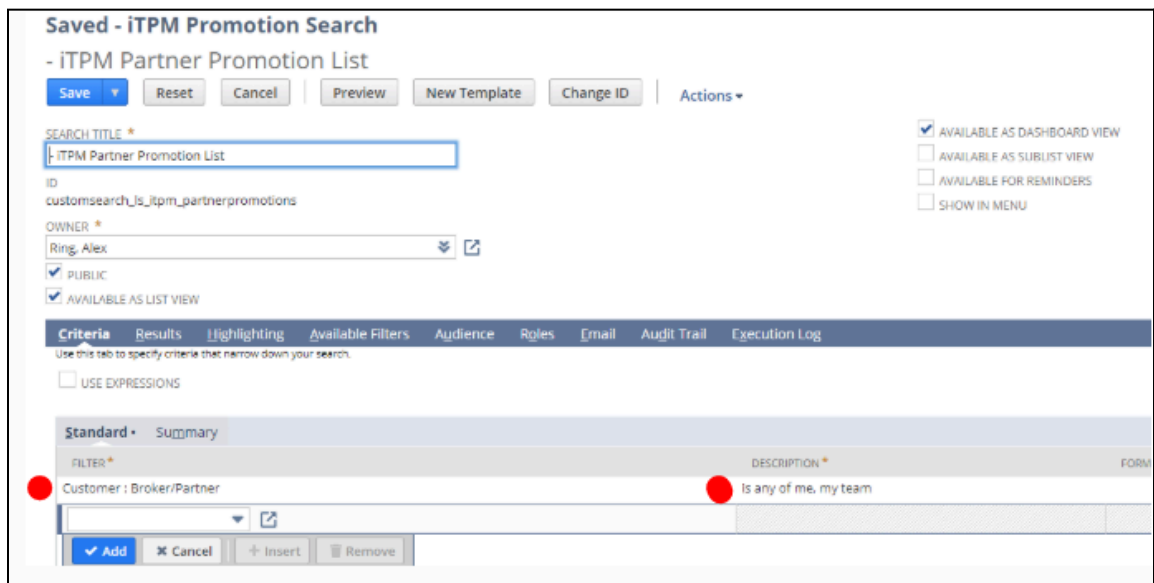 Saved - iTPM Promotion Search
- iTPM Partner Promotion List
Save Reset Cancel Preview New Template Change ID Actions
SEARCH TITLE *
- iTPM Partner Promotion List
ID
customsearch_ls_itpm_partnerpromotions
OWNER *
Ring, Alex
PUBLIC
AVAILABLE AS LIST VIEW
AVAILABLE AS DASHBOARD VIEW
AVAILABLE AS SUBLIST VIEW
AVAILABLE FOR REMINDERS
SHOW IN MENU
Criteria Results Highlighting Available Filters Audience Roles Email Audit Trail Execution Log
Use this tab to specify criteria that narrow down your search.
USE EXPRESSIONS
Standard • Summary
FILTER * DESCRIPTION * FORM
Customer : Broker/Partner Is any of me, my team
Add Cancel + Insert Remove